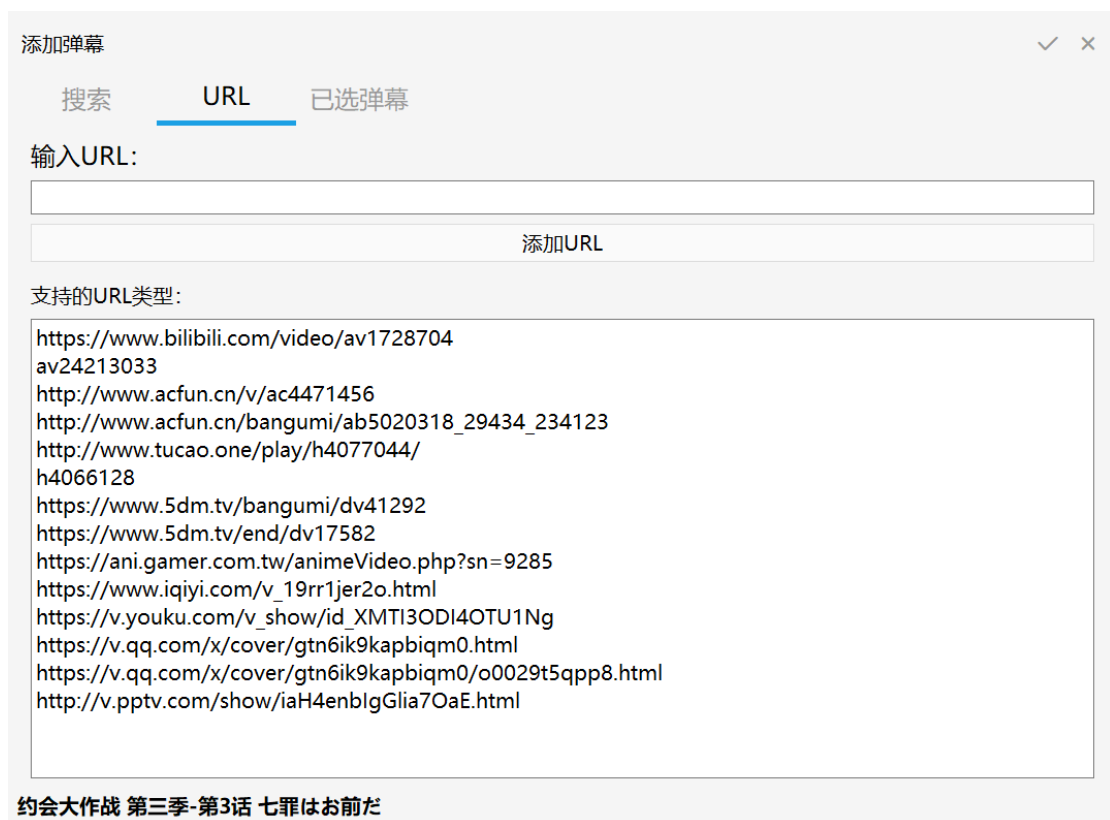 添加弹幕
搜索 URL 已选弹幕
输入URL:
添加URL
支持的URL类型:
https://www.bilibili.com/video/av1728704
av24213033
http://www.acfun.cn/v/ac4471456
http://www.acfun.cn/bangumi/ab5020318_29434_234123
http://www.tucao.one/play/h4077044/
h4066128
https://www.5dm.tv/bangumi/dv41292
https://www.5dm.tv/end/dv17582
https://ani.gamer.com.tw/animeVideo.php?sn=9285
https://www.iqiyi.com/v_19rr1jer2o.html
https://v.youku.com/v_show/id_XMTI3ODI4OTU1Ng
https://v.qq.com/x/cover/gtn6ik9kapbiqm0.html
https://v.qq.com/x/cover/gtn6ik9kapbiqm0/o0029t5qpp8.html
http://v.pptv.com/show/iaH4enbIgGlia7OaE.html
约会大作战 第三季-第3话 七罪はお前だ